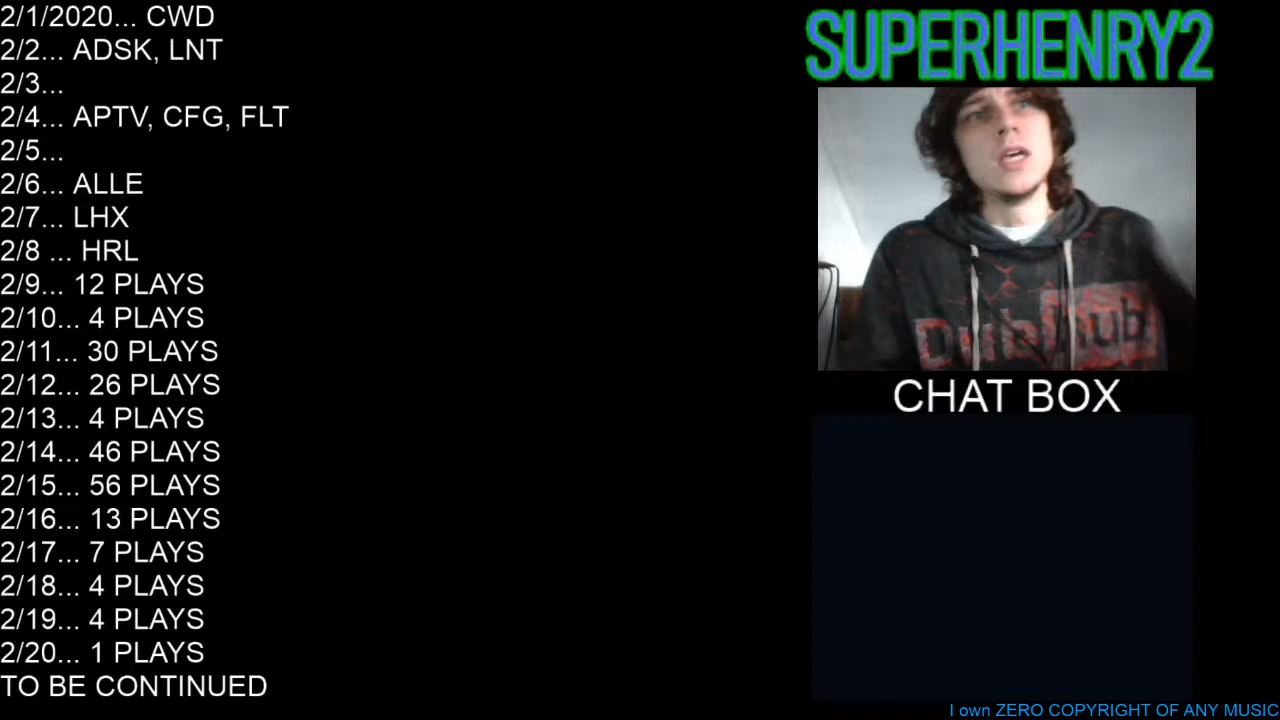 2/1/2020... CWD
2/2... ADSK, LNT
2/3...
2/4... APTV, CFG, FLT
2/5...
2/6... ALLE
2/7... LHX
2/8 ... HRL
2/9... 12 PLAYS
2/10... 4 PLAYS
2/11... 30 PLAYS
2/12... 26 PLAYS
2/13... 4 PLAYS
2/14... 46 PLAYS
2/15... 56 PLAYS
2/16... 13 PLAYS
2/17... 7 PLAYS
2/18... 4 PLAYS
2/19... 4 PLAYS
2/20... 1 PLAYS
TO BE CONTINUED
SUPERHENRY2
CHAT BOX
I own ZERO COPYRIGHT OF ANY MUSIC